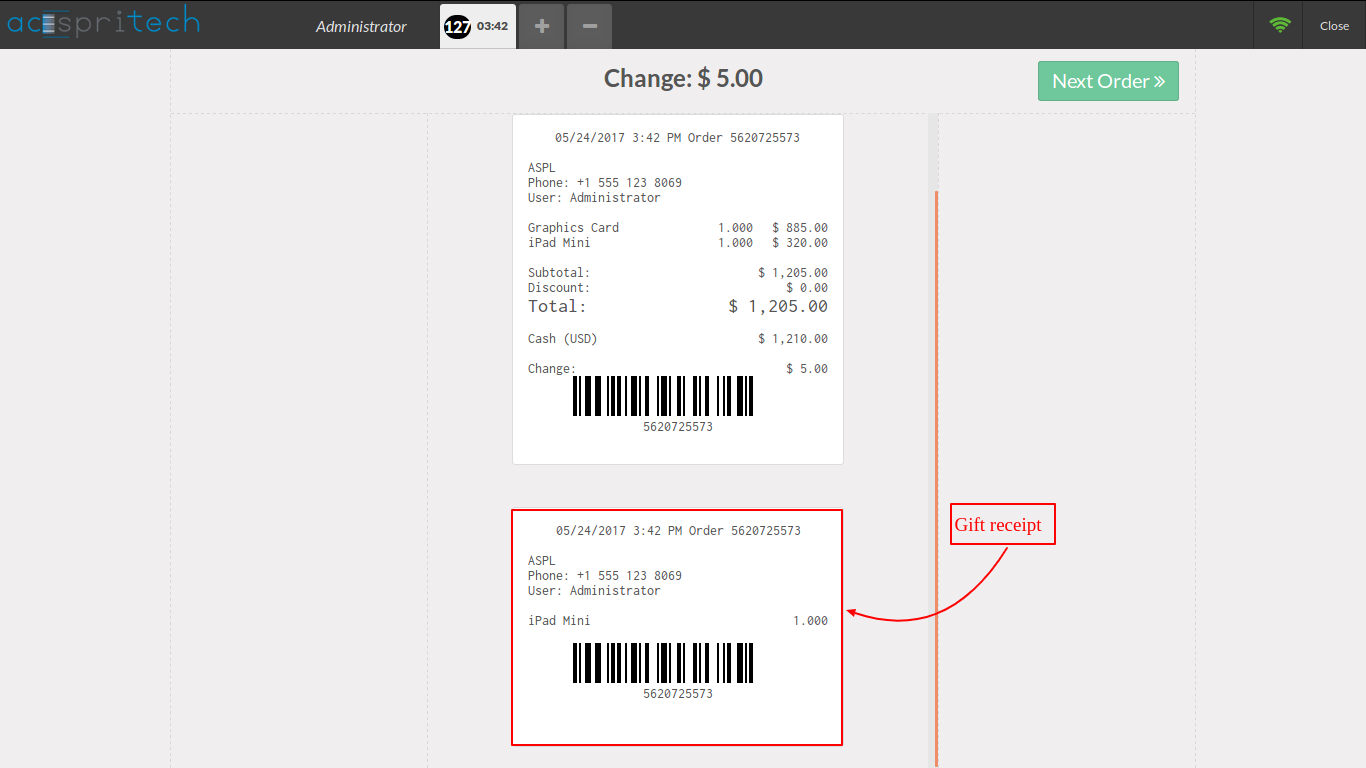 acespritech Administrator 127 03:42 + − Close
Change: $ 5.00
Next Order »
05/24/2017 3:42 PM Order 5620725573
ASPL
Phone: +1 555 123 8069
User: Administrator
Graphics Card 1.000 $ 885.00
iPad Mini 1.000 $ 320.00
Subtotal: $ 1,205.00
Discount: $ 0.00
Total: $ 1,205.00
Cash (USD) $ 1,210.00
Change: $ 5.00
5620725573
05/24/2017 3:42 PM Order 5620725573
ASPL
Phone: +1 555 123 8069
User: Administrator
iPad Mini 1.000
5620725573
Gift receipt